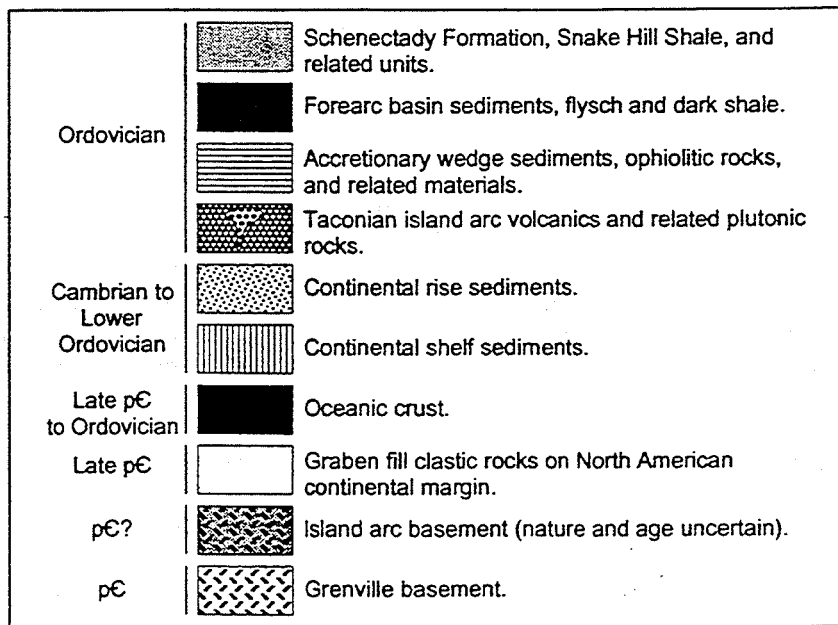 Schenectady Formation, Snake Hill Shale, and
related units.
Forearc basin sediments, flysch and dark shale.
Ordovician
Accretionary wedge sediments, ophiolitic rocks,
and related materials.
Taconian island arc volcanics and related plutonic
rocks.
Cambrian to
Lower
Ordovician
Continental rise sediments.
Continental shelf sediments.
Late p€
to Ordovician
Oceanic crust.
Late p€
Graben fill clastic rocks on North American
continental margin.
p€?
Island arc basement (nature and age uncertain).
p€
Grenville basement.